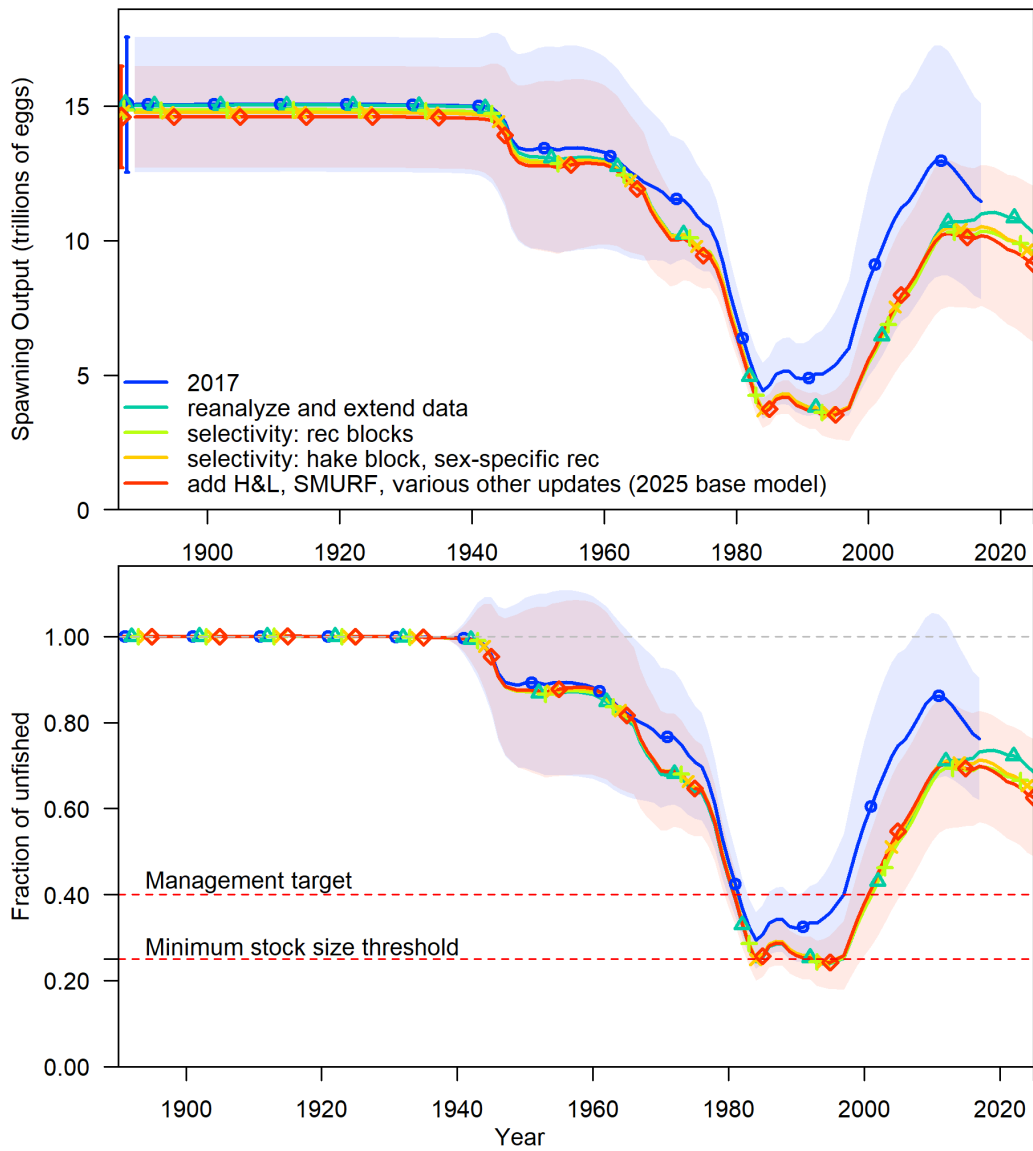 Spawning Output (trillions of eggs)
15
10
5
0
2017
reanalyze and extend data
selectivity: rec blocks
selectivity: hake block, sex-specific rec
add H&L, SMURF, various other updates (2025 base model)
1900
1920
1940
1960
1980
2000
2020
Fraction of unfished
1.00
0.80
0.60
0.40
0.20
0.00
Management target
Minimum stock size threshold
1900
1920
1940
1960
1980
2000
2020
Year